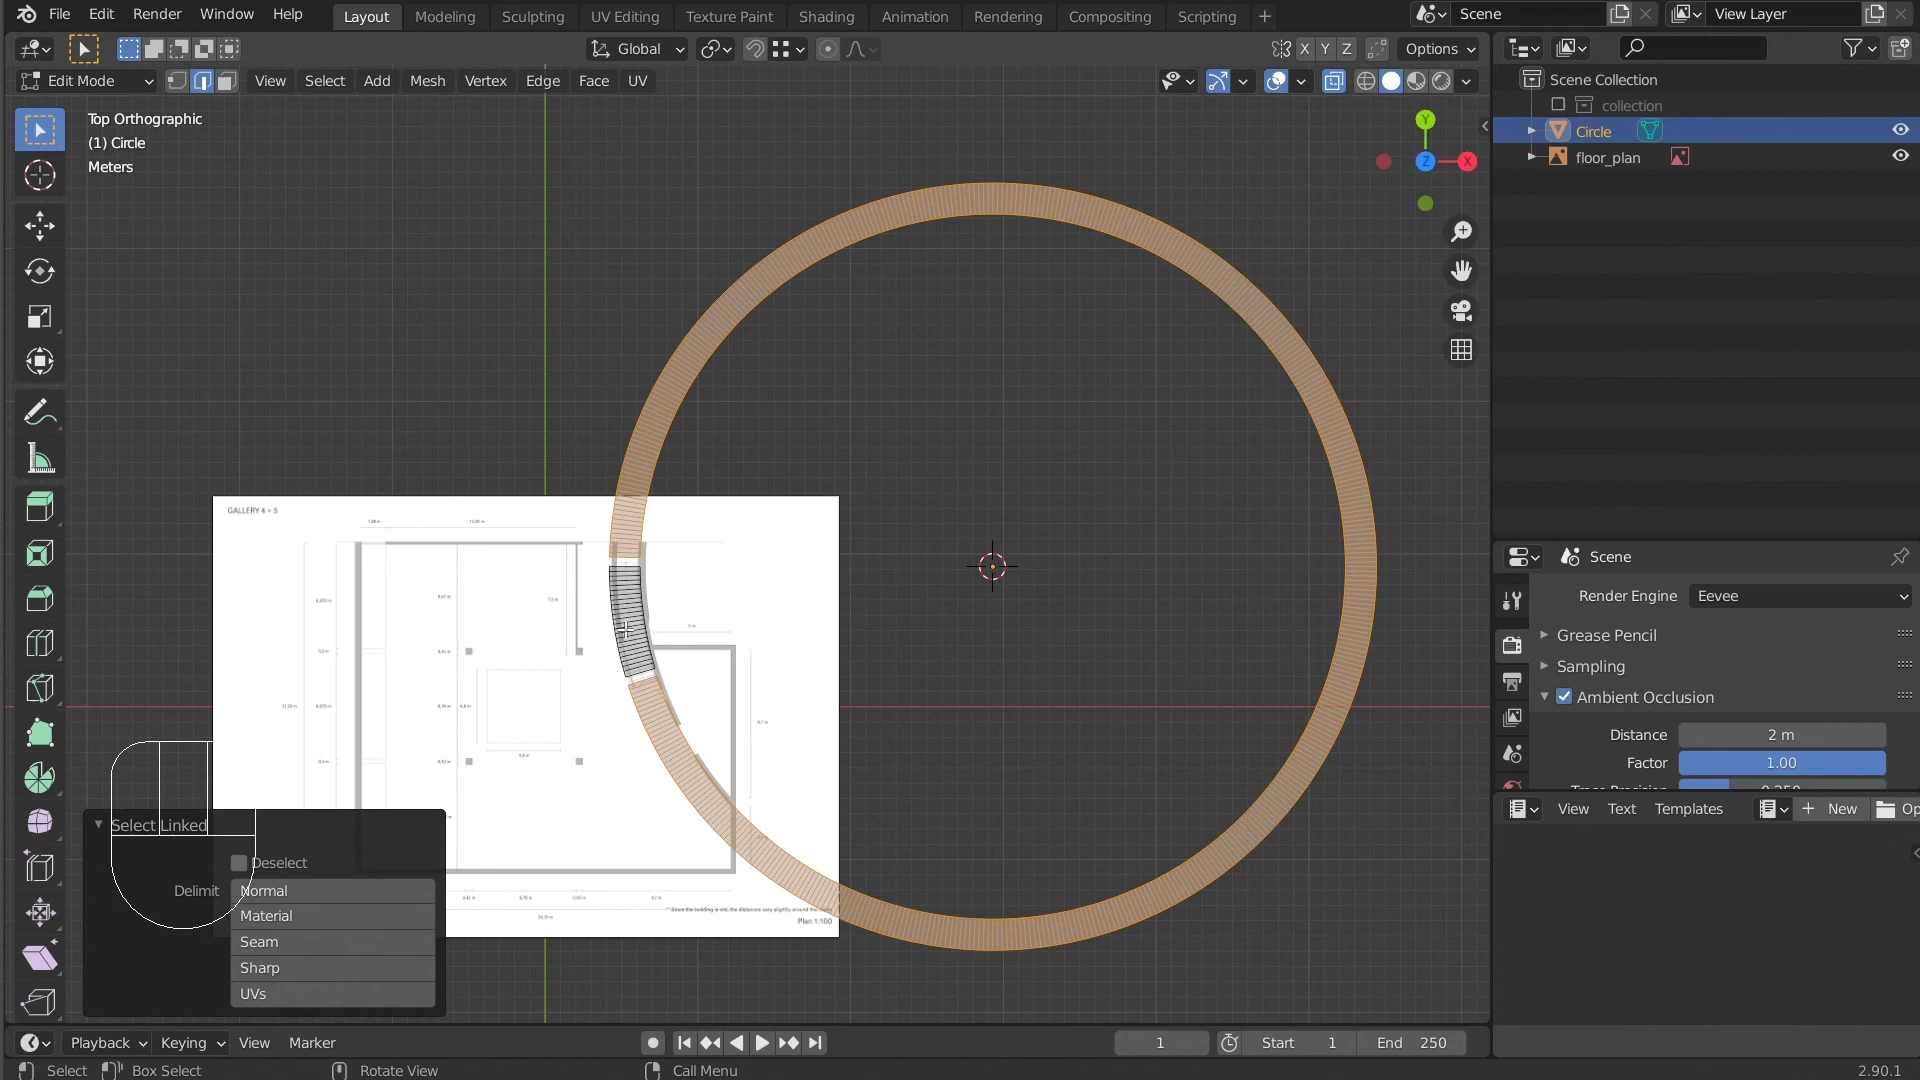 File Edit Render Window Help Layout Modeling Sculpting UV Editing Texture Paint Shading Animation Rendering Compositing Scripting + Scene View Layer
Global X Y Z Options
Edit Mode View Select Add Mesh Vertex Edge Face UV
Top Orthographic
(1) Circle
Meters
Y
Z
X
Scene Collection
collection
Circle
floor_plan
GALLERY 4 + 5
Plan 1:100
Select Linked
Deselect
Delimit
Normal
Material
Seam
Sharp
UVs
Scene
Render Engine Eevee
Grease Pencil
Sampling
Ambient Occlusion
Distance 2 m
Factor 1.00
View Text Templates + New Op
Playback Keying View Marker 1 Start 1 End 250
Select Box Select Rotate View Call Menu 2.90.1